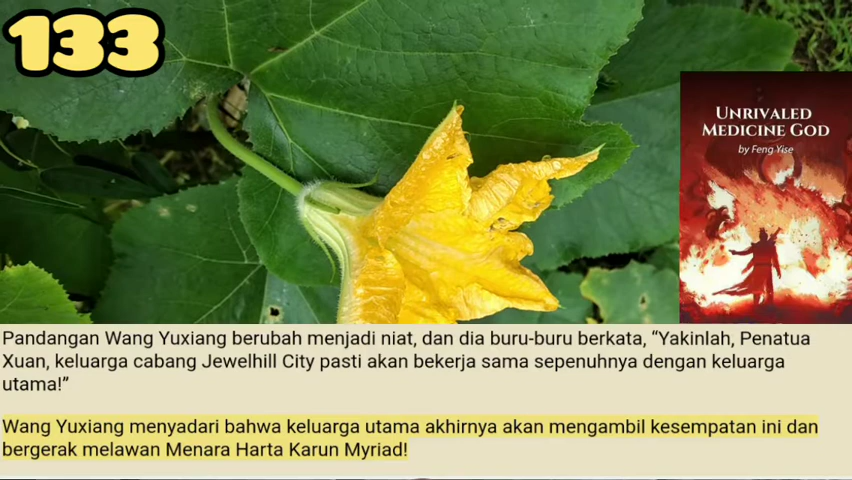 133
UNRIVALED
MEDICINE GOD
by Feng Yise
Pandangan Wang Yuxiang berubah menjadi niat, dan dia buru-buru berkata, “Yakinlah, Penatua
Xuan, keluarga cabang Jewelhill City pasti akan bekerja sama sepenuhnya dengan keluarga
utama!”
Wang Yuxiang menyadari bahwa keluarga utama akhirnya akan mengambil kesempatan ini dan
bergerak melawan Menara Harta Karun Myriad!